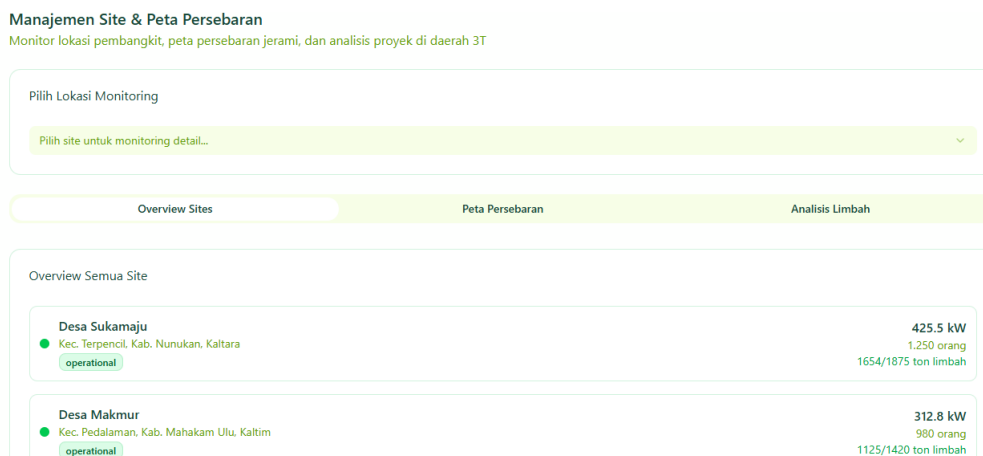 Manajemen Site & Peta Persebaran
Monitor lokasi pembangkit, peta persebaran jerami, dan analisis proyek di daerah 3T
Pilih Lokasi Monitoring
Pilih site untuk monitoring detail...
Overview Sites
Peta Persebaran
Analisis Limbah
Overview Semua Site
Desa Sukamaju
Kec. Terpencil, Kab. Nunukan, Kaltara
operational
425.5 kW
1.250 orang
1654/1875 ton limbah
Desa Makmur
Kec. Pedalaman, Kab. Mahakam Ulu, Kaltim
operational
312.8 kW
980 orang
1125/1420 ton limbah